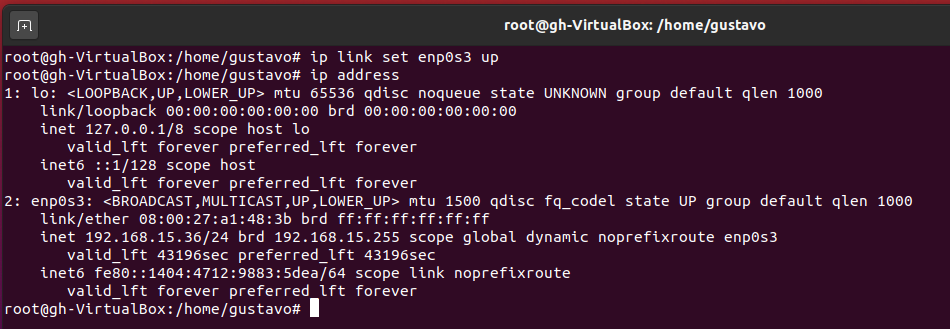 root@gh-VirtualBox: /home/gustavo
root@gh-VirtualBox:/home/gustavo# ip link set enp0s3 up
root@gh-VirtualBox:/home/gustavo# ip address
1: lo: <LOOPBACK,UP,LOWER_UP> mtu 65536 qdisc noqueue state UNKNOWN group default qlen 1000
    link/loopback 00:00:00:00:00:00 brd 00:00:00:00:00:00
    inet 127.0.0.1/8 scope host lo
       valid_lft forever preferred_lft forever
    inet6 ::1/128 scope host
       valid_lft forever preferred_lft forever
2: enp0s3: <BROADCAST,MULTICAST,UP,LOWER_UP> mtu 1500 qdisc fq_codel state UP group default qlen 1000
    link/ether 08:00:27:a1:48:3b brd ff:ff:ff:ff:ff:ff
    inet 192.168.15.36/24 brd 192.168.15.255 scope global dynamic noprefixroute enp0s3
       valid_lft 43196sec preferred_lft 43196sec
    inet6 fe80::1404:4712:9883:5dea/64 scope link noprefixroute
       valid_lft forever preferred_lft forever
root@gh-VirtualBox:/home/gustavo#